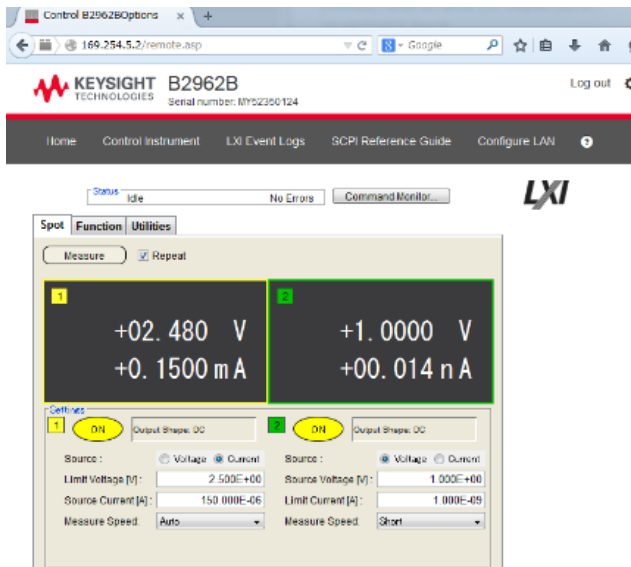 Control B2962BOptions × +
169.254.5.2/remote.asp Google
KEYSIGHT B2962B Log out
TECHNOLOGIES Serial number: MY52350124
Home Control Instrument LXI Event Logs SCPI Reference Guide Configure LAN ?
Status
Idle No Errors Command Monitor... LXI
Spot Function Utilities
Measure Repeat
1 2
+02. 480 V +1. 0000 V
+0. 1500 mA +00. 014 nA
Settings
1 ON Output Shape: DC 2 ON Output Shape: DC
Source : Voltage Current Source : Voltage Current
Limit Voltage [V] : 2.500E+00 Source Voltage [V] : 1.000E+00
Source Current [A] : 150.000E-06 Limit Current [A] : 1.000E-09
Measure Speed: Auto Measure Speed: Short